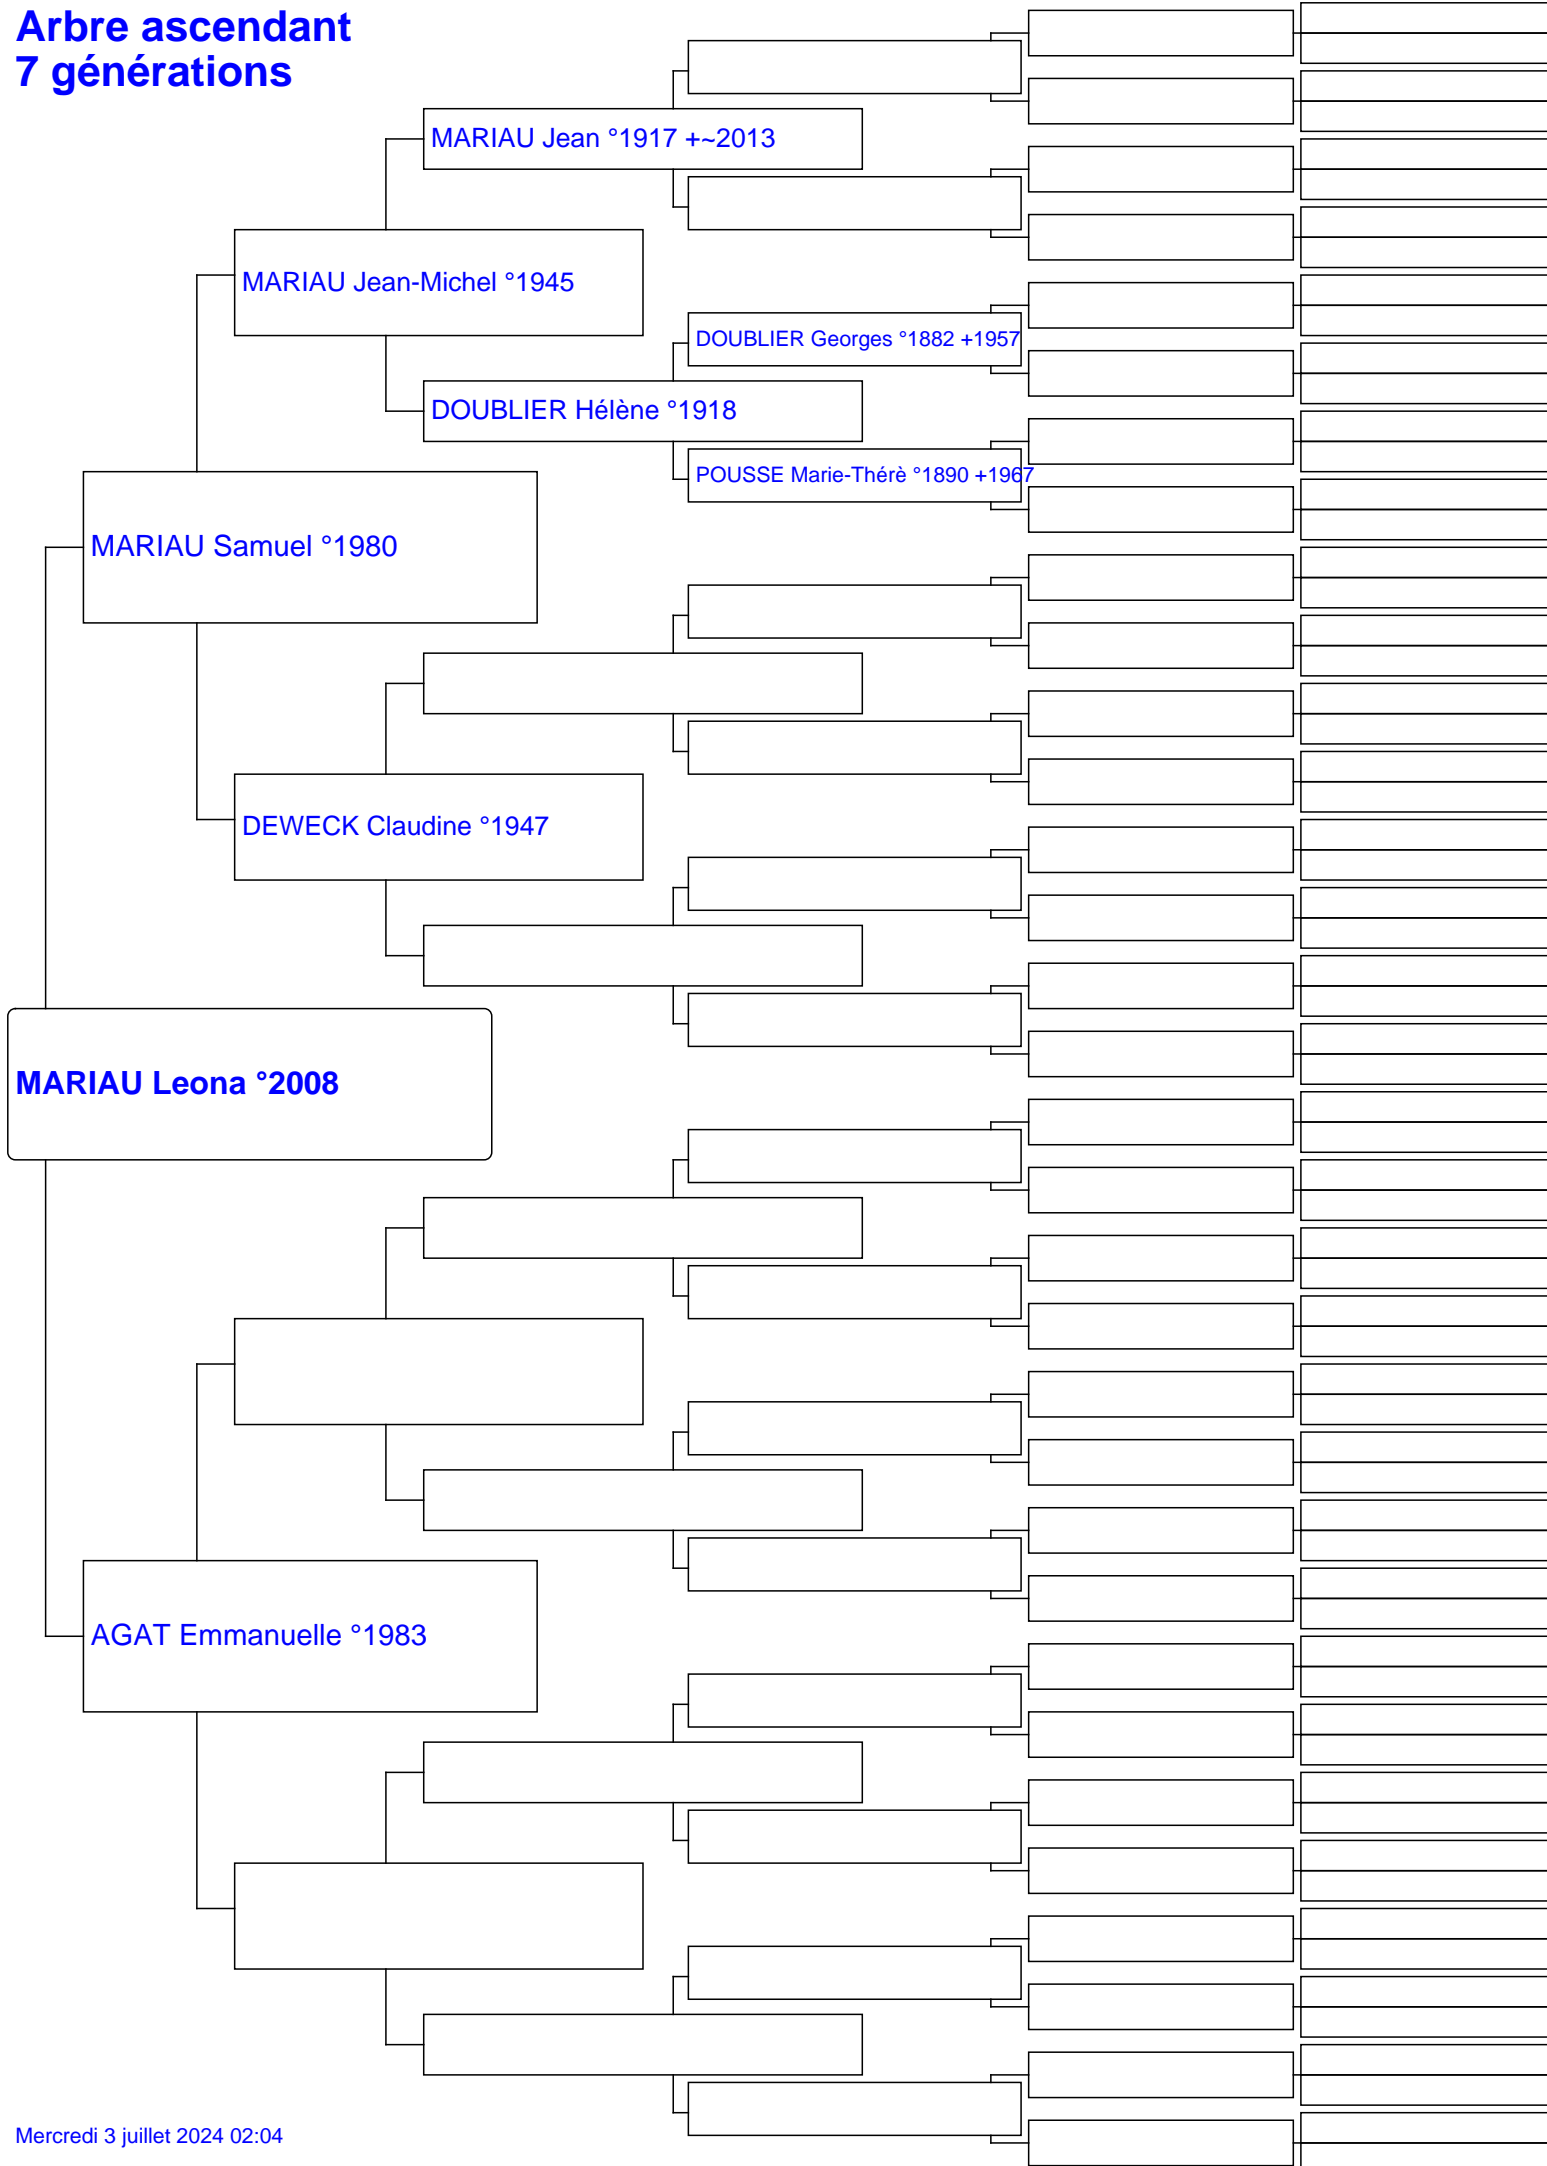 Arbre ascendant
7 générations
MARIAU Jean °1917 +~2013
MARIAU Jean-Michel °1945
DOUBLIER Georges °1882 +1957
DOUBLIER Hélène °1918
POUSSE Marie-Thérè °1890 +1967
MARIAU Samuel °1980
DEWECK Claudine °1947
MARIAU Leona °2008
AGAT Emmanuelle °1983
Mercredi 3 juillet 2024 02:04